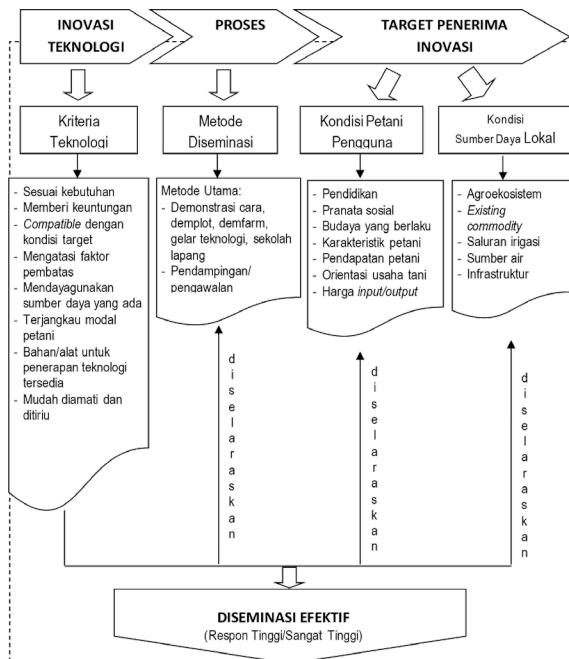 INOVASI
TEKNOLOGI
PROSES
TARGET PENERIMA
INOVASI
Kriteria
Teknologi
Metode
Diseminasi
Kondisi Petani
Pengguna
Kondisi
Sumber Daya Lokal
- Sesuai kebutuhan
- Memberi keuntungan
- Compatible dengan
kondisi target
- Mengatasi faktor
pembatas
- Mendayagunakan
sumber daya yang ada
- Terjangkau modal
petani
- Bahan/alat untuk
penerapan teknologi
tersedia
- Mudah diamati dan
ditiriu
Metode Utama:
- Demonstrasi cara,
demplot, demfarm,
gelar teknologi, sekolah
lapang
- Pendampingan/
pengawalan
- Pendidikan
- Pranata sosial
- Budaya yang berlaku
- Karakteristik petani
- Pendapatan petani
- Orientasi usaha tani
- Harga input/output
- Agroekosistem
- Existing
commodity
- Saluran irigasi
- Sumber air
- Infrastruktur
diselaraskan
diselaraskan
diselaraskan
DISEMINASI EFEKTIF
(Respon Tinggi/Sangat Tinggi)